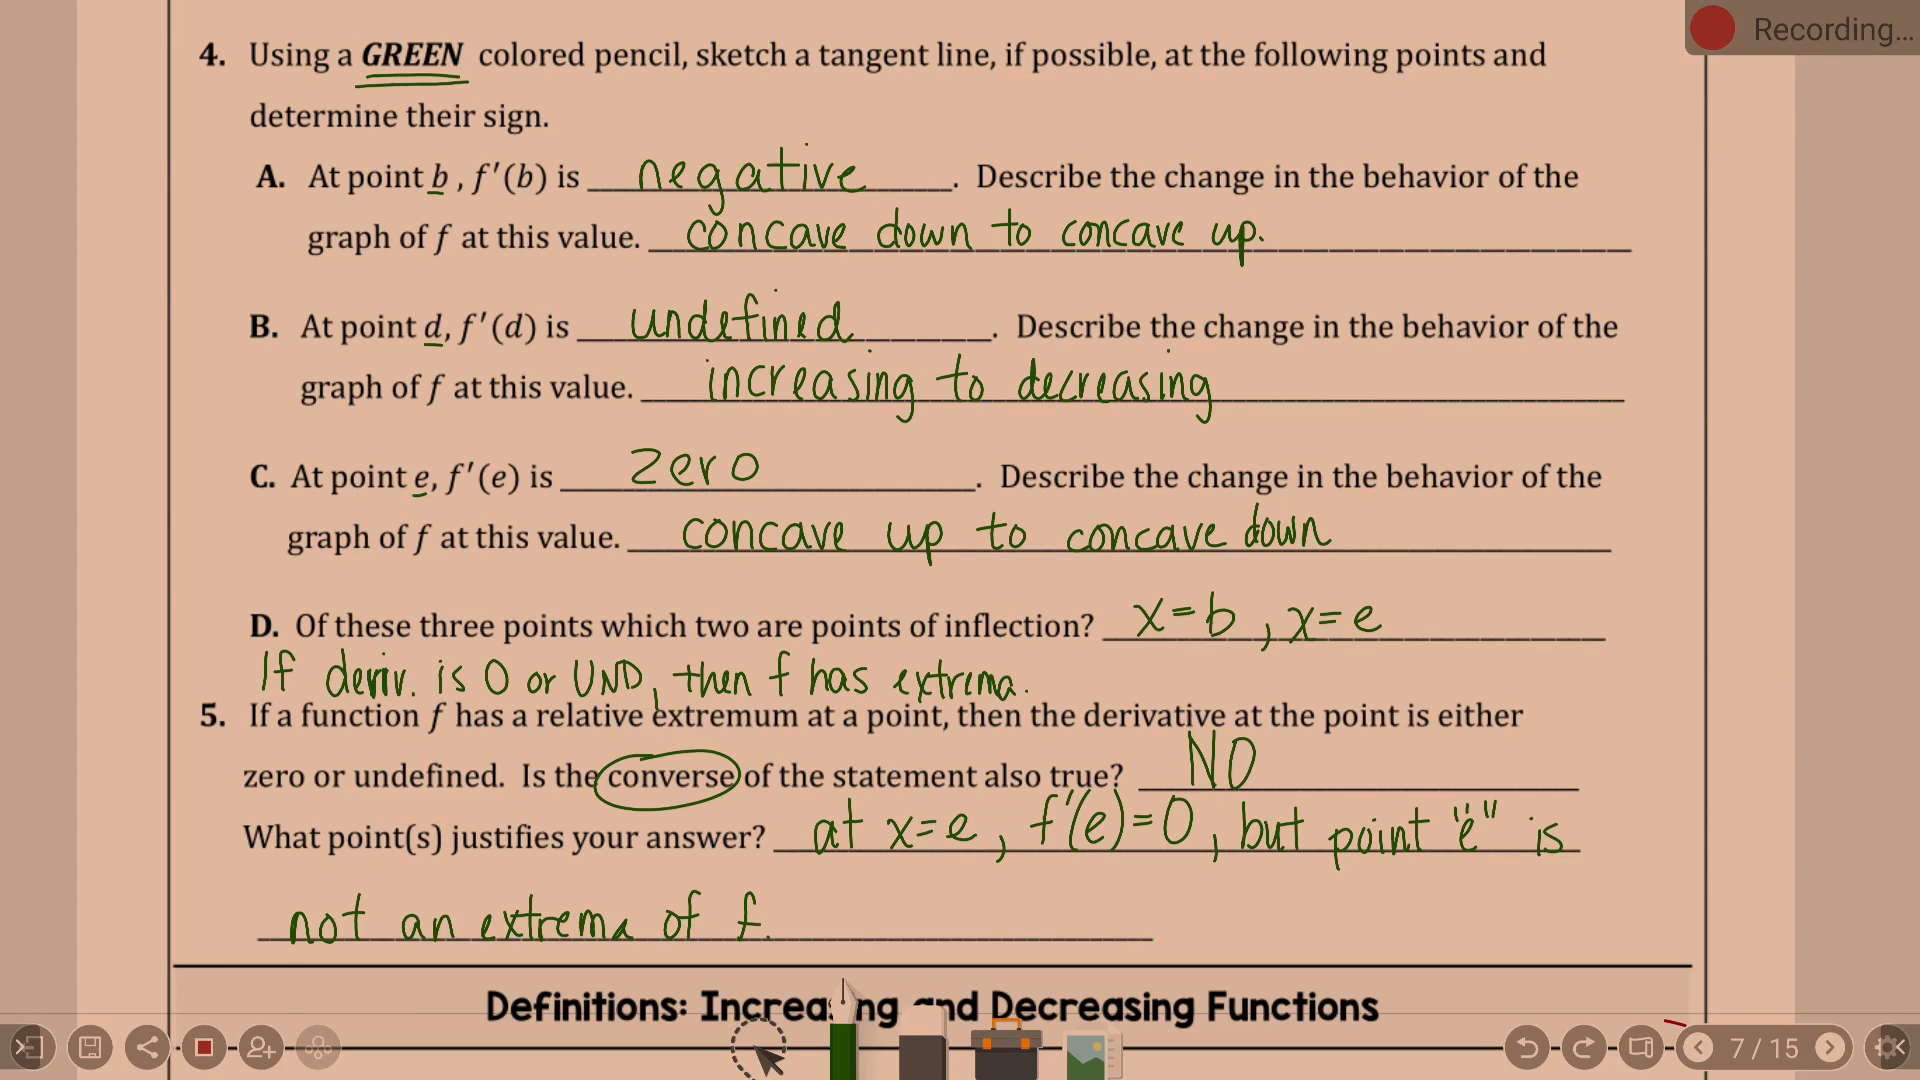 Recording...
4. Using a GREEN colored pencil, sketch a tangent line, if possible, at the following points and
determine their sign.
A. At point b , f′(b) is negative. Describe the change in the behavior of the
graph of f at this value. concave down to concave up.
B. At point d, f′(d) is undefined. Describe the change in the behavior of the
graph of f at this value. increasing to decreasing
C. At point e, f′(e) is zero. Describe the change in the behavior of the
graph of f at this value. concave up to concave down
D. Of these three points which two are points of inflection? x=b , x=e
If deriv. is 0 or UND, then f has extrema.
5. If a function f has a relative extremum at a point, then the derivative at the point is either
zero or undefined. Is the converse of the statement also true? NO
What point(s) justifies your answer? at x=e, f′(e)=0, but point "e" is
not an extrema of f.
Definitions: Increasing and Decreasing Functions
7 / 15